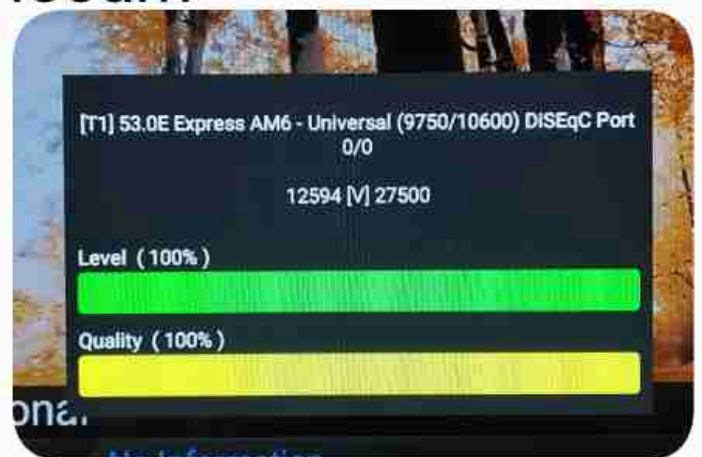 [T1] 53.0E Express AM6 - Universal (9750/10600) DiSEqC Port
0/0
12594 [V] 27500
Level ( 100% )
Quality ( 100% )